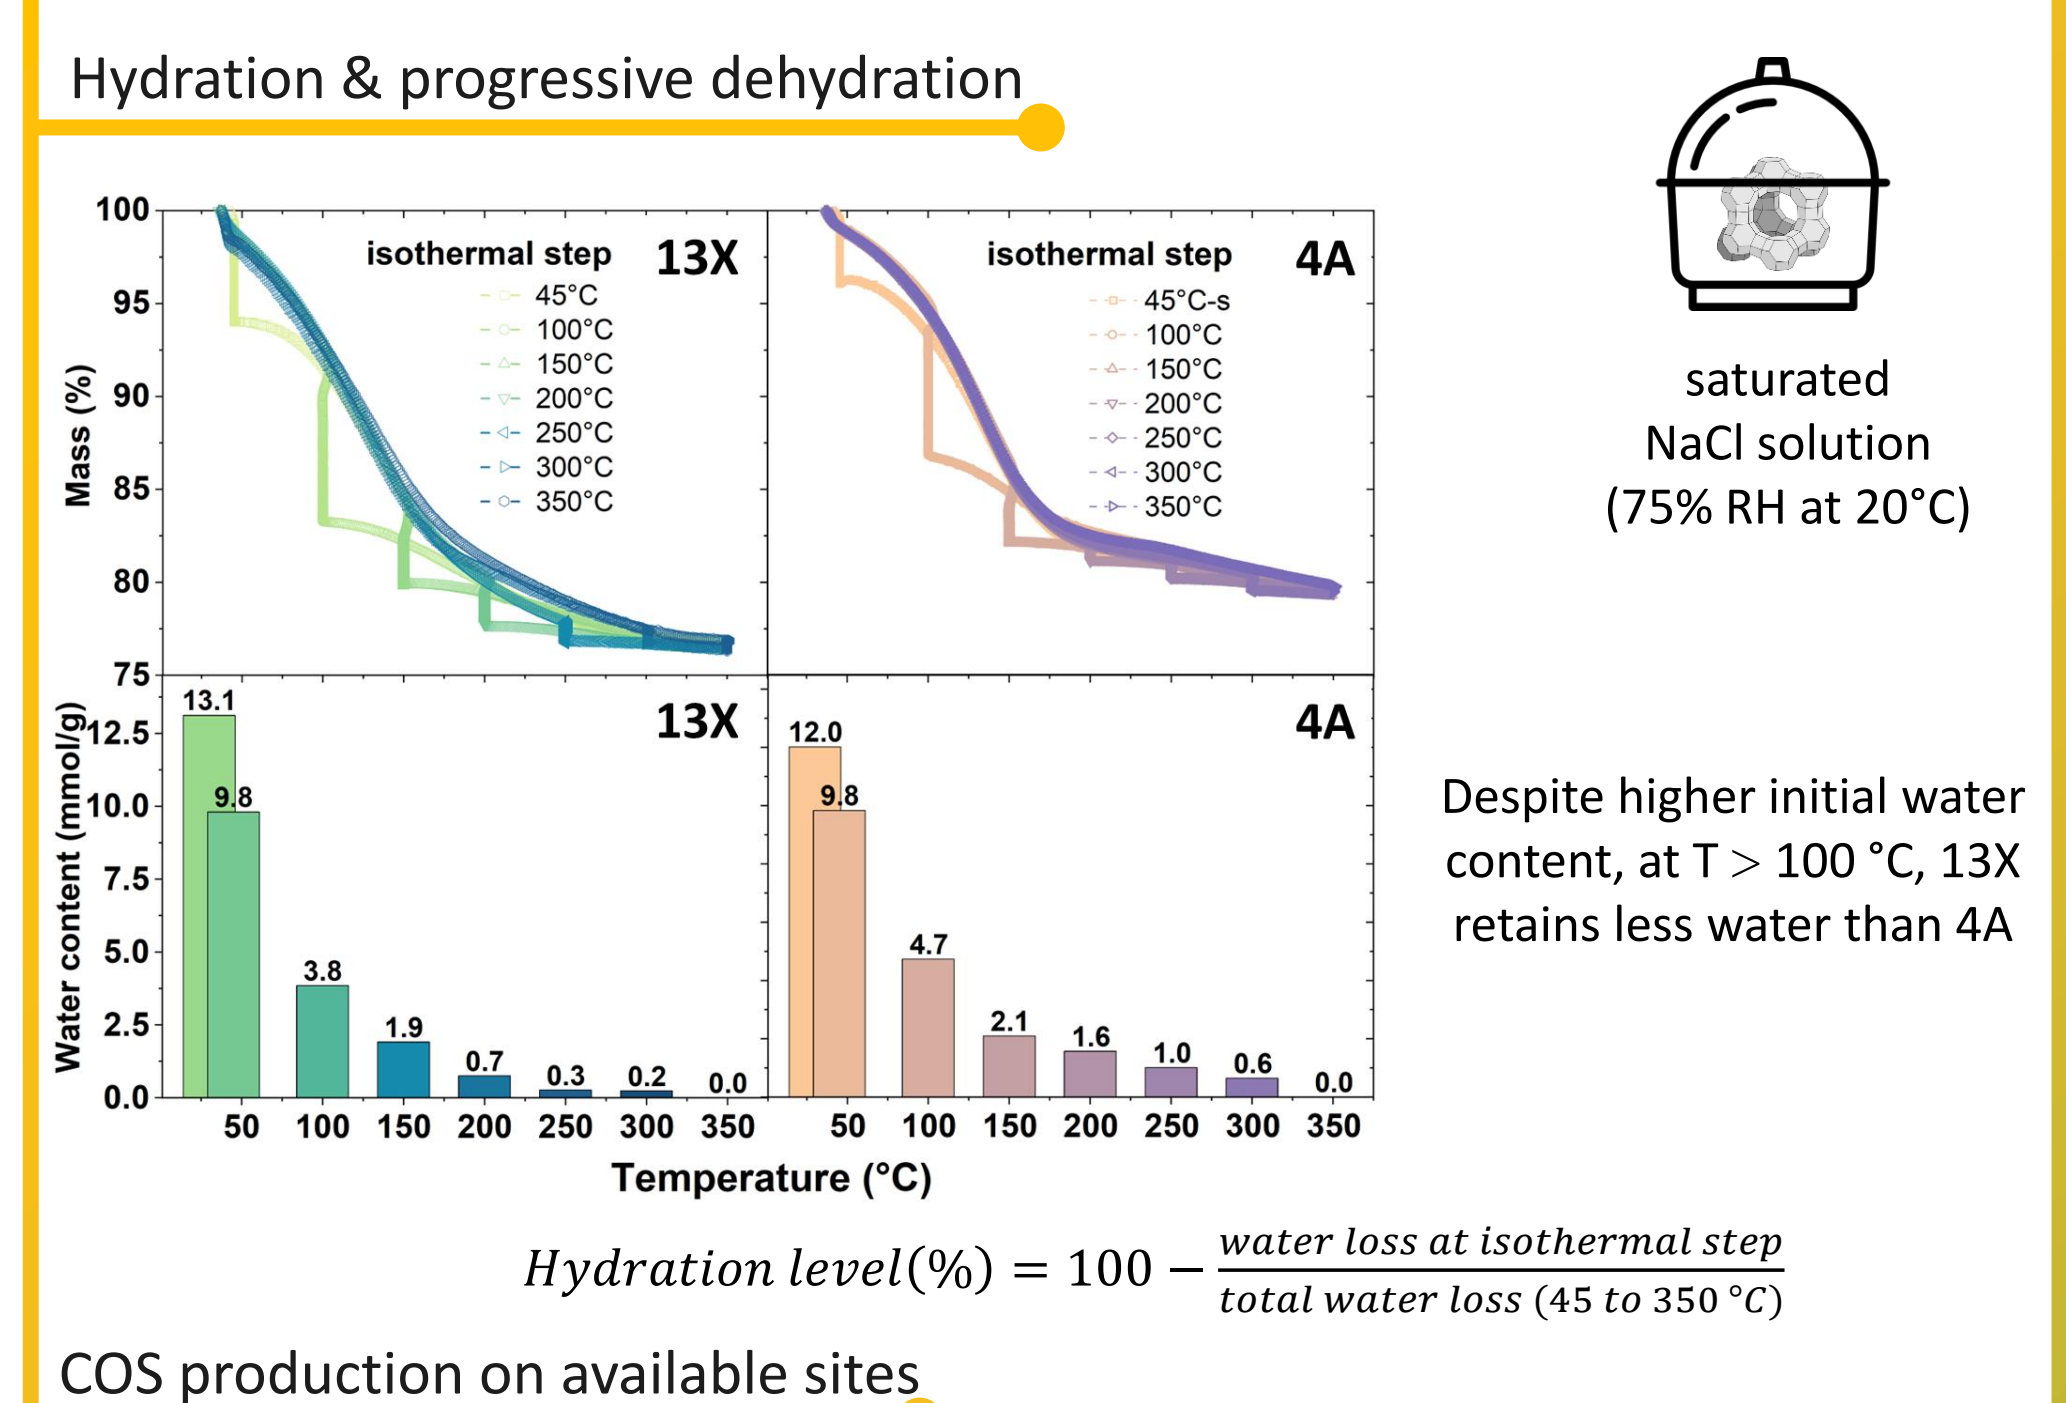 Hydration & progressive dehydration
100
95
90
85
80
75
Mass (%)
isothermal step
13X
45°C
100°C
150°C
200°C
250°C
300°C
350°C
isothermal step
4A
45°C-s
100°C
150°C
200°C
250°C
300°C
350°C
saturated
NaCl solution
(75% RH at 20°C)
12.5
10.0
7.5
5.0
2.5
0.0
Water content (mmol/g)
13X
13.1
9.8
3.8
1.9
0.7
0.3
0.2
0.0
4A
12.0
9.8
4.7
2.1
1.6
1.0
0.6
0.0
50 100 150 200 250 300 350
50 100 150 200 250 300 350
Temperature (°C)
Despite higher initial water
content, at T > 100 °C, 13X
retains less water than 4A
Hydration level(%) = 100 − water loss at isothermal step
total water loss (45 to 350 °C)
COS production on available sites